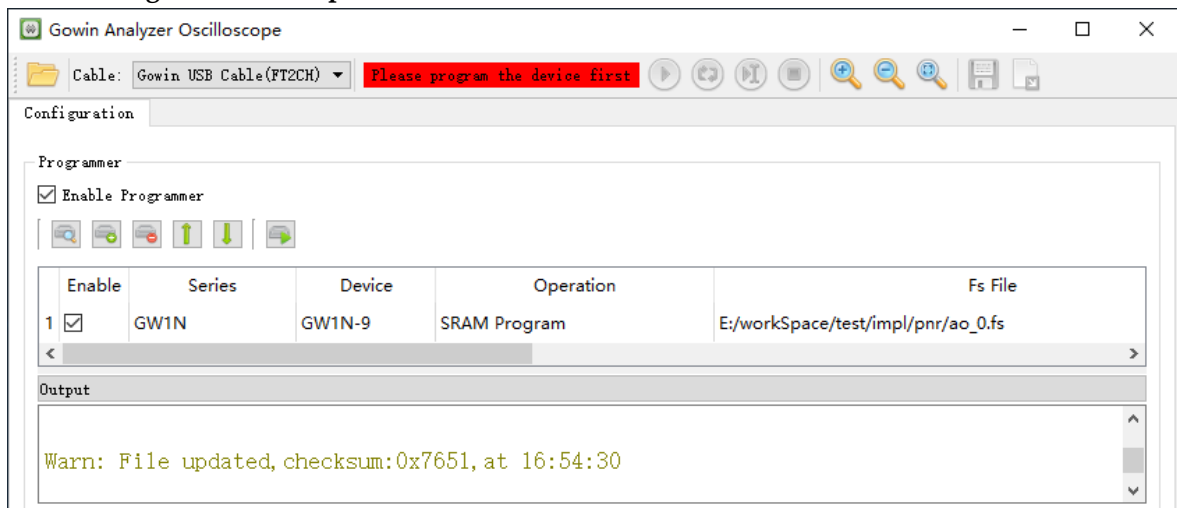 Gowin Analyzer Oscilloscope
Cable: Gowin USB Cable(FT2CH) Please program the device first
Configuration
Programmer
Enable Programmer
Enable Series Device Operation Fs File
1 GW1N GW1N-9 SRAM Program E:/workSpace/test/impl/pnr/ao_0.fs
Output
Warn: File updated,checksum:0x7651,at 16:54:30